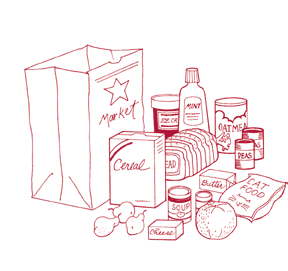 Market
MINT
OATMEAL
PEAS
Cereal
Butter
CAT
FOOD
SOUP
Cheese